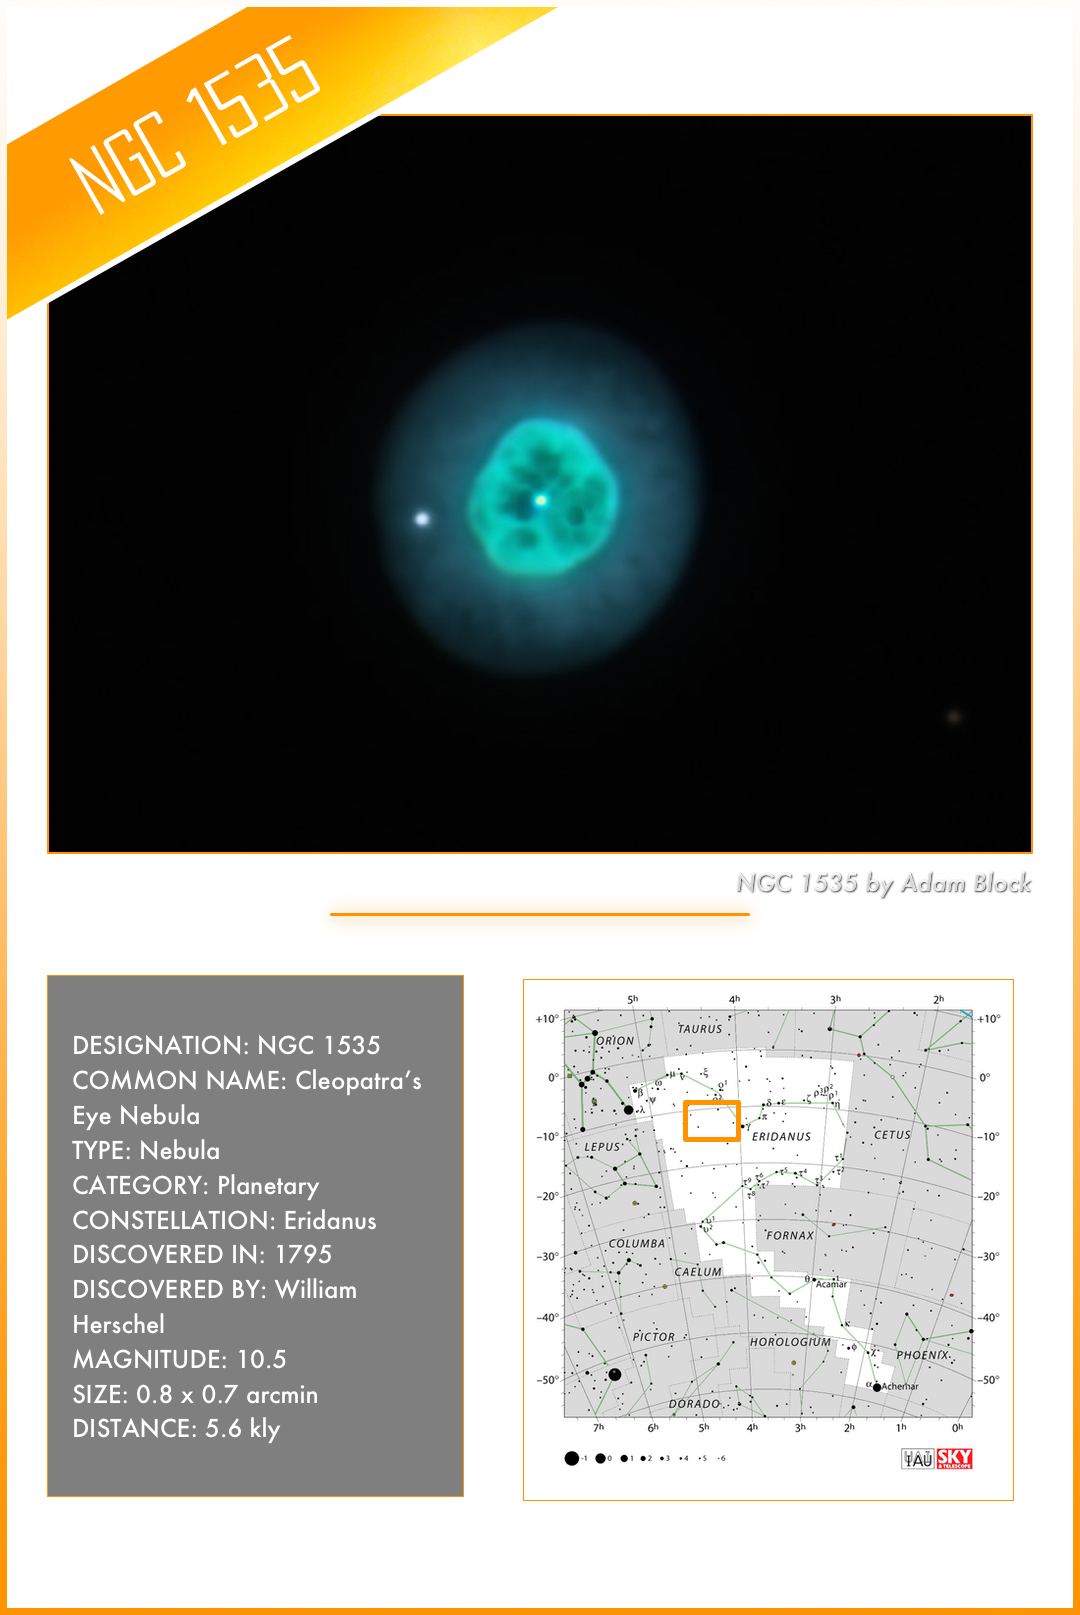 NGC 1535
NGC 1535 by Adam Block
DESIGNATION: NGC 1535
COMMON NAME: Cleopatra’s
Eye Nebula
TYPE: Nebula
CATEGORY: Planetary
CONSTELLATION: Eridanus
DISCOVERED IN: 1795
DISCOVERED BY: William
Herschel
MAGNITUDE: 10.5
SIZE: 0.8 x 0.7 arcmin
DISTANCE: 5.6 kly
5h 4h 3h 2h
+10° +10°
TAURUS
ORION
0° 0°
-10° -10°
LEPUS ERIDANUS CETUS
-20° -20°
COLUMBA FORNAX
-30° -30°
CAELUM
Acamar
-40° -40°
PICTOR HOROLOGIUM PHOENIX
-50° -50°
α Achernar
DORADO
7h 6h 5h 4h 3h 2h 1h 0h
-1 0 1 2 3 4 5 6
IAU SKY
& TELESCOPE